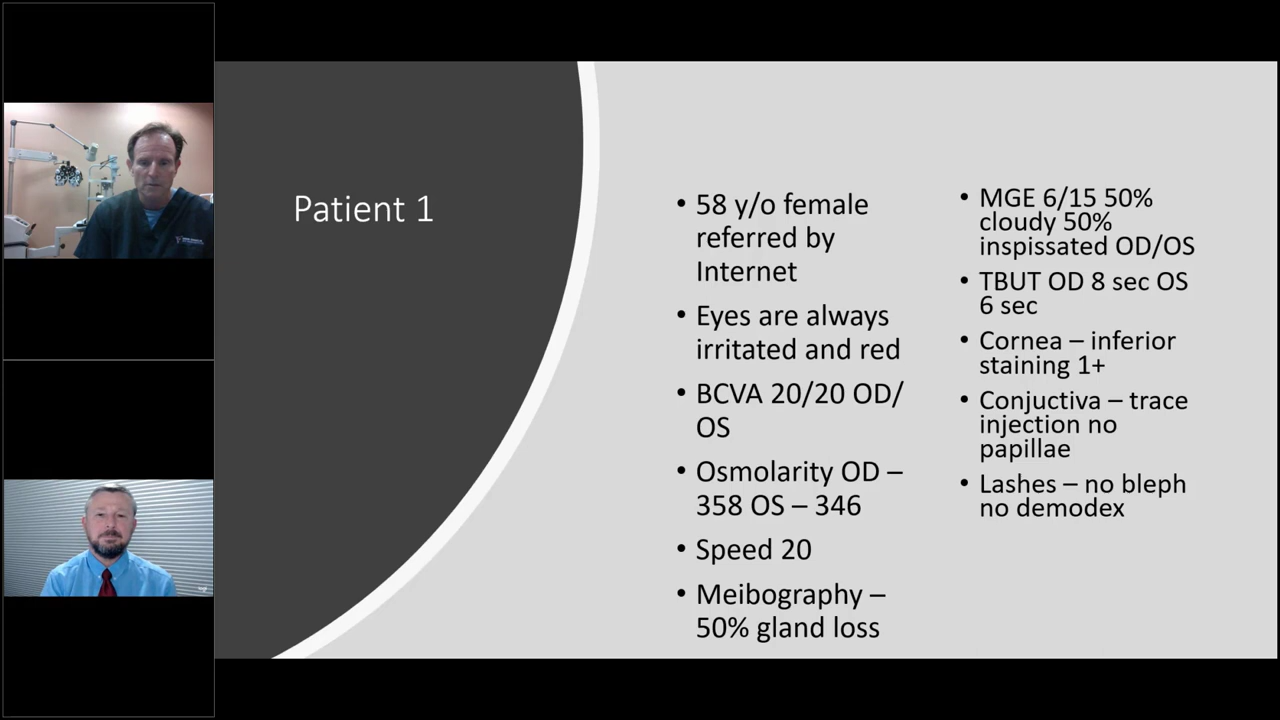 Patient 1
• 58 y/o female
referred by
Internet
• Eyes are always
irritated and red
• BCVA 20/20 OD/
OS
• Osmolarity OD –
358 OS – 346
• Speed 20
• Meibography –
50% gland loss
• MGE 6/15 50%
cloudy 50%
inspissated OD/OS
• TBUT OD 8 sec OS
6 sec
• Cornea – inferior
staining 1+
• Conjuctiva – trace
injection no
papillae
• Lashes – no bleph
no demodex